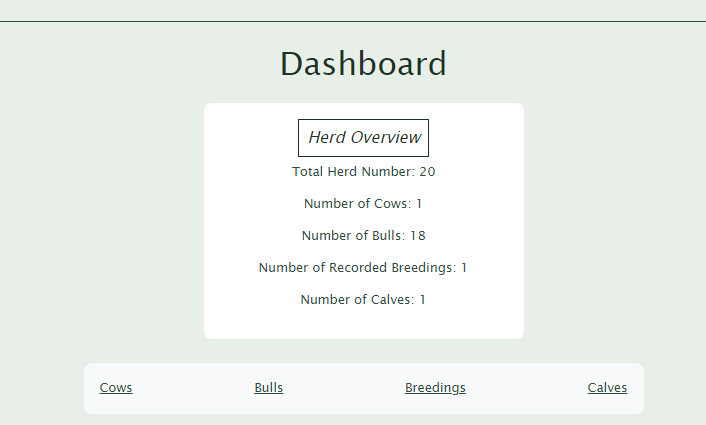 Dashboard
Herd Overview
Total Herd Number: 20
Number of Cows: 1
Number of Bulls: 18
Number of Recorded Breedings: 1
Number of Calves: 1
Cows Bulls Breedings Calves